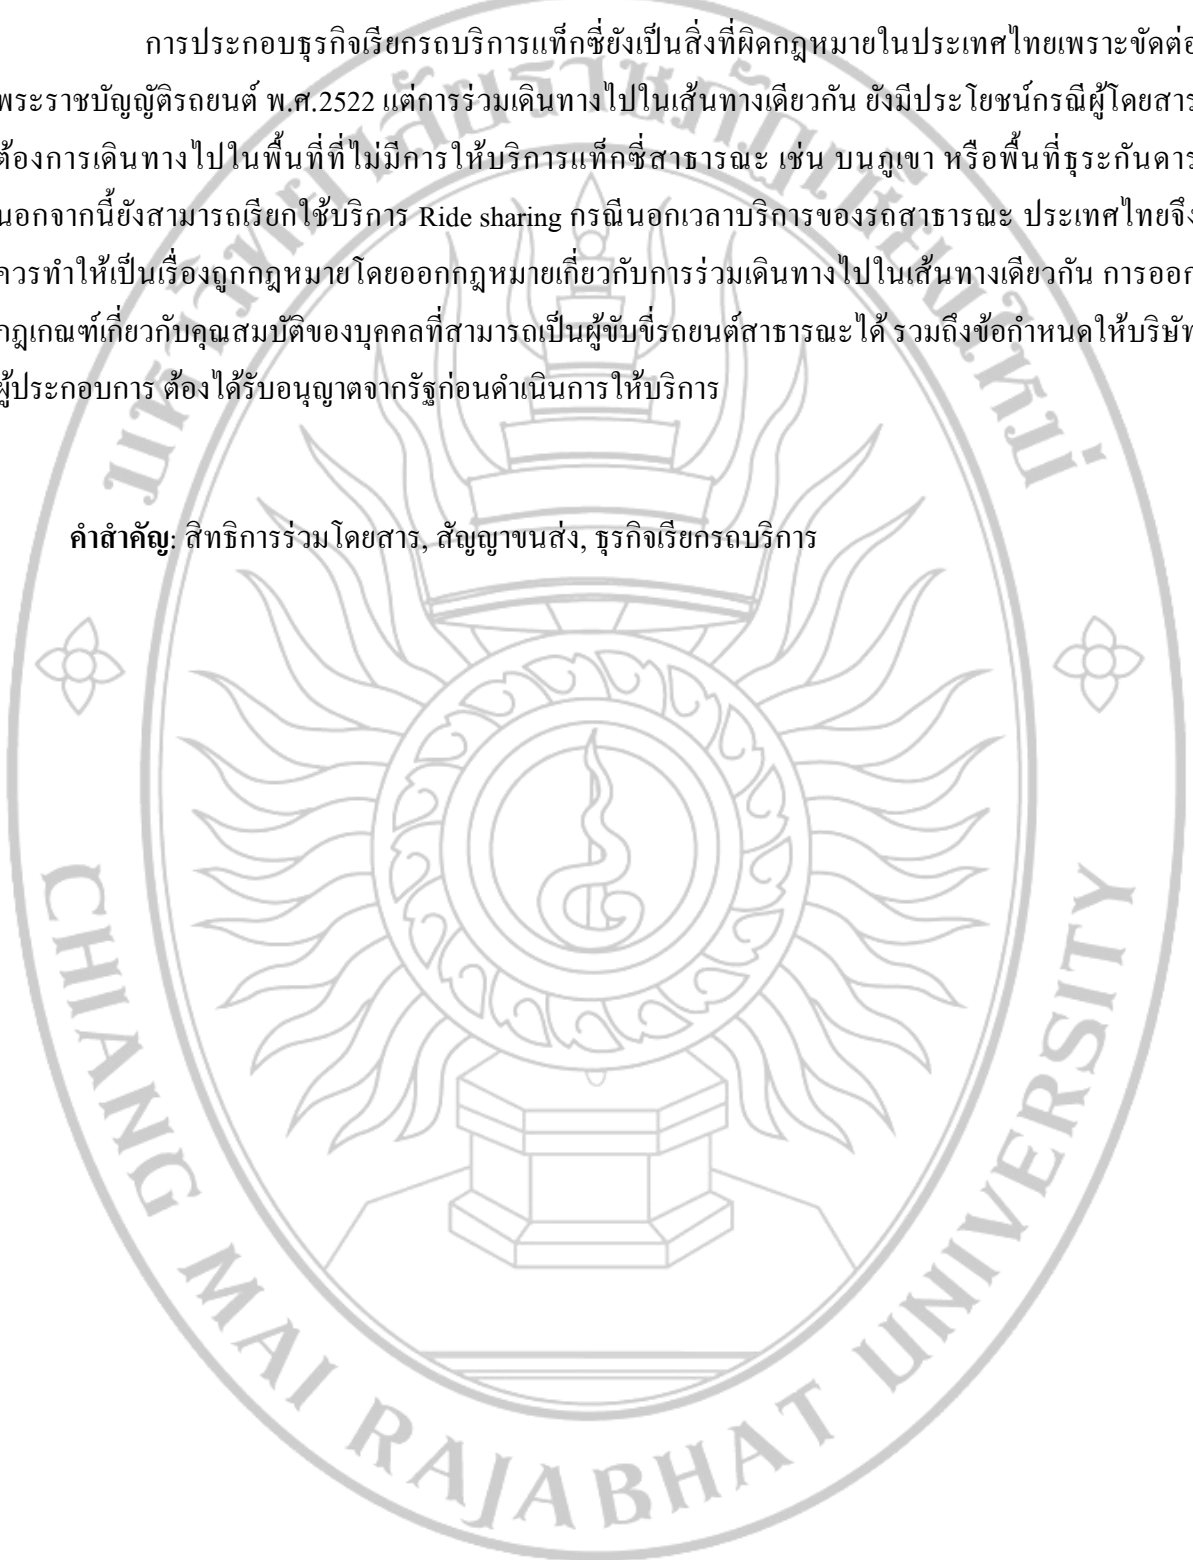 การประกอบธุรกิจเรียกรถบริการแท็กซี่ยังเป็นสิ่งที่ผิดกฎหมายในประเทศไทยเพราะขัดต่อ
พระราชบัญญัติรถยนต์ พ.ศ.2522 แต่การร่วมเดินทางไปในเส้นทางเดียวกัน ยังมีประโยชน์กรณีผู้โดยสาร
ต้องการเดินทางไปในพื้นที่ที่ไม่มีการให้บริการแท็กซี่สาธารณะ เช่น บนภูเขา หรือพื้นที่ธุระกันดาร
นอกจากนี้ยังสามารถเรียกใช้บริการ Ride sharing กรณีนอกเวลาบริการของรถสาธารณะ ประเทศไทยจึง
ควรทำให้เป็นเรื่องถูกกฎหมายโดยออกกฎหมายเกี่ยวกับการร่วมเดินทางไปในเส้นทางเดียวกัน การออก
กฎเกณฑ์เกี่ยวกับคุณสมบัติของบุคคลที่สามารถเป็นผู้ขับขี่รถยนต์สาธารณะได้ รวมถึงข้อกำหนดให้บริษัท
ผู้ประกอบการ ต้องได้รับอนุญาตจากรัฐก่อนดำเนินการให้บริการ
คำสำคัญ: สิทธิการร่วมโดยสาร, สัญญาขนส่ง, ธุรกิจเรียกรถบริการ
มหาวิทยาลัยราชภัฏเชียงใหม่
CHIANG MAI RAJABHAT UNIVERSITY